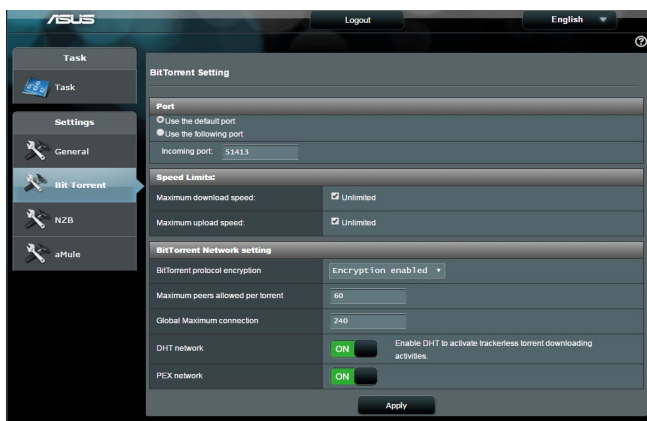 ASUS
Logout
English
Task
Task
Settings
General
Bit Torrent
NZB
aMule
BitTorrent Setting
Port
Use the default port
Use the following port
Incoming port: 51413
Speed Limits:
Maximum download speed: Unlimited
Maximum upload speed: Unlimited
BitTorrent Network setting
BitTorrent protocol encryption Encryption enabled
Maximum peers allowed per torrent 60
Global Maximum connection 240
DHT network ON Enable DHT to activate trackerless torrent downloading
activities.
PEX network ON
Apply